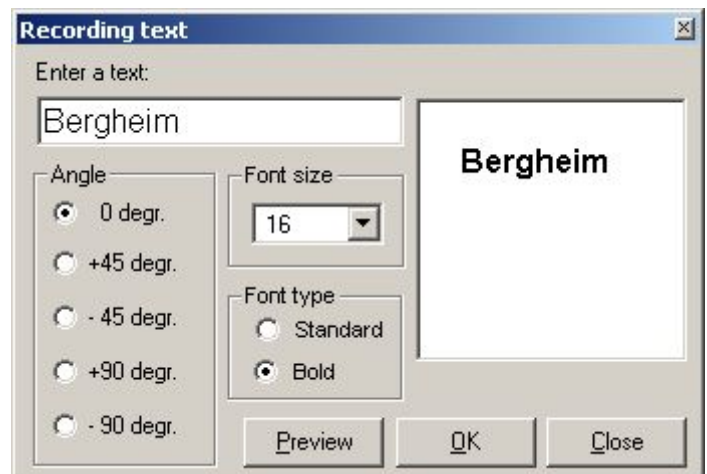 Recording text
Enter a text:
Bergheim
Bergheim
Angle
0 degr.
+45 degr.
- 45 degr.
+90 degr.
- 90 degr.
Font size
16
Font type
Standard
Bold
Preview
OK
Close